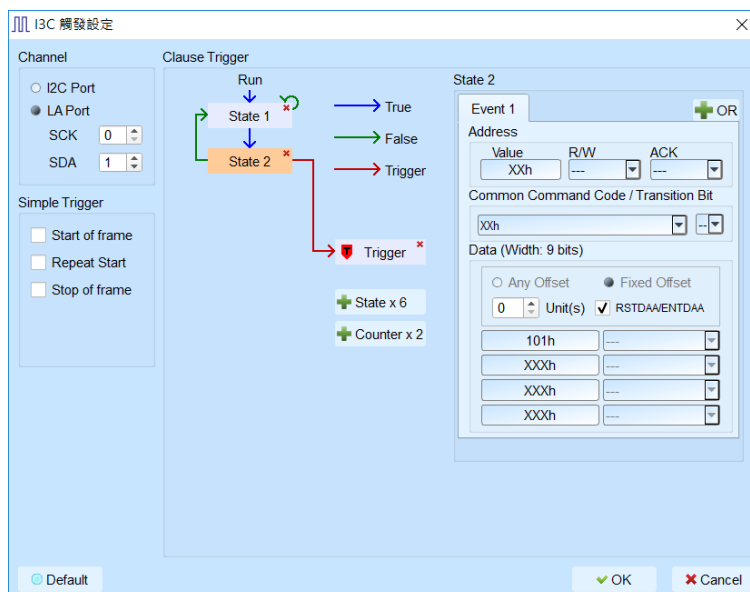 I3C 觸發設定
Channel
I2C Port
LA Port
SCK 0
SDA 1
Simple Trigger
Start of frame
Repeat Start
Stop of frame
Clause Trigger
Run
State 1
State 2
True
False
Trigger
Trigger
State x 6
Counter x 2
State 2
Event 1
OR
Address
Value R/W ACK
XXh --- ---
Common Command Code / Transition Bit
XXh --
Data (Width: 9 bits)
Any Offset Fixed Offset
0 Unit(s) RSTDAA/ENTDAA
101h ---
XXXh ---
XXXh ---
XXXh ---
Default
OK
Cancel